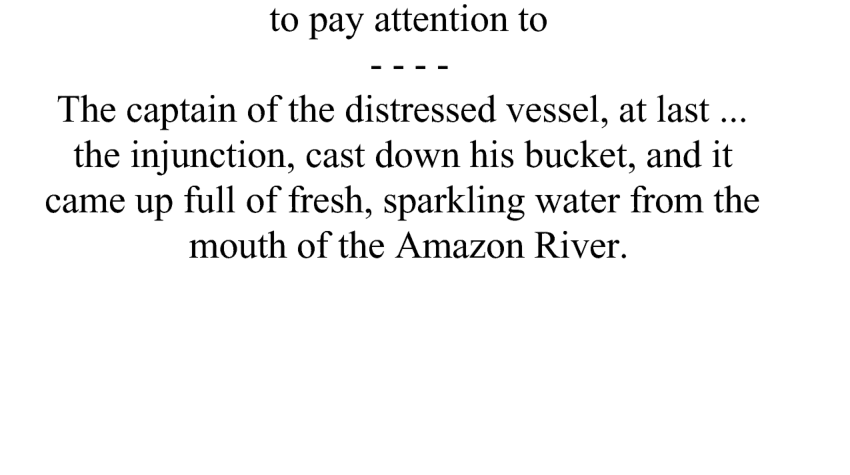 to pay attention to
- - - -
The captain of the distressed vessel, at last ...
the injunction, cast down his bucket, and it
came up full of fresh, sparkling water from the
mouth of the Amazon River.